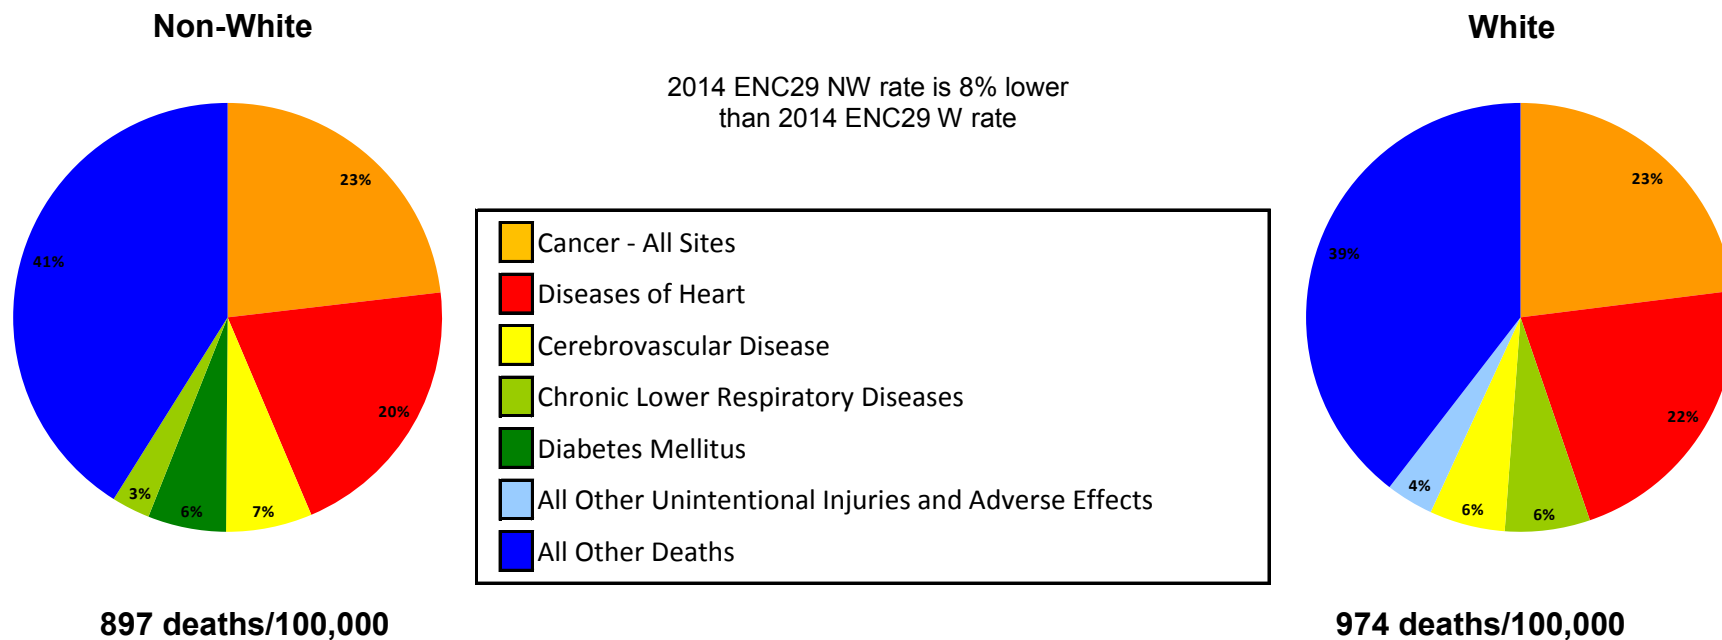 Non-White
White
2014 ENC29 NW rate is 8% lower
than 2014 ENC29 W rate
23%
20%
7%
6%
3%
41%
Cancer - All Sites
Diseases of Heart
Cerebrovascular Disease
Chronic Lower Respiratory Diseases
Diabetes Mellitus
All Other Unintentional Injuries and Adverse Effects
All Other Deaths
23%
22%
6%
6%
4%
39%
897 deaths/100,000
974 deaths/100,000